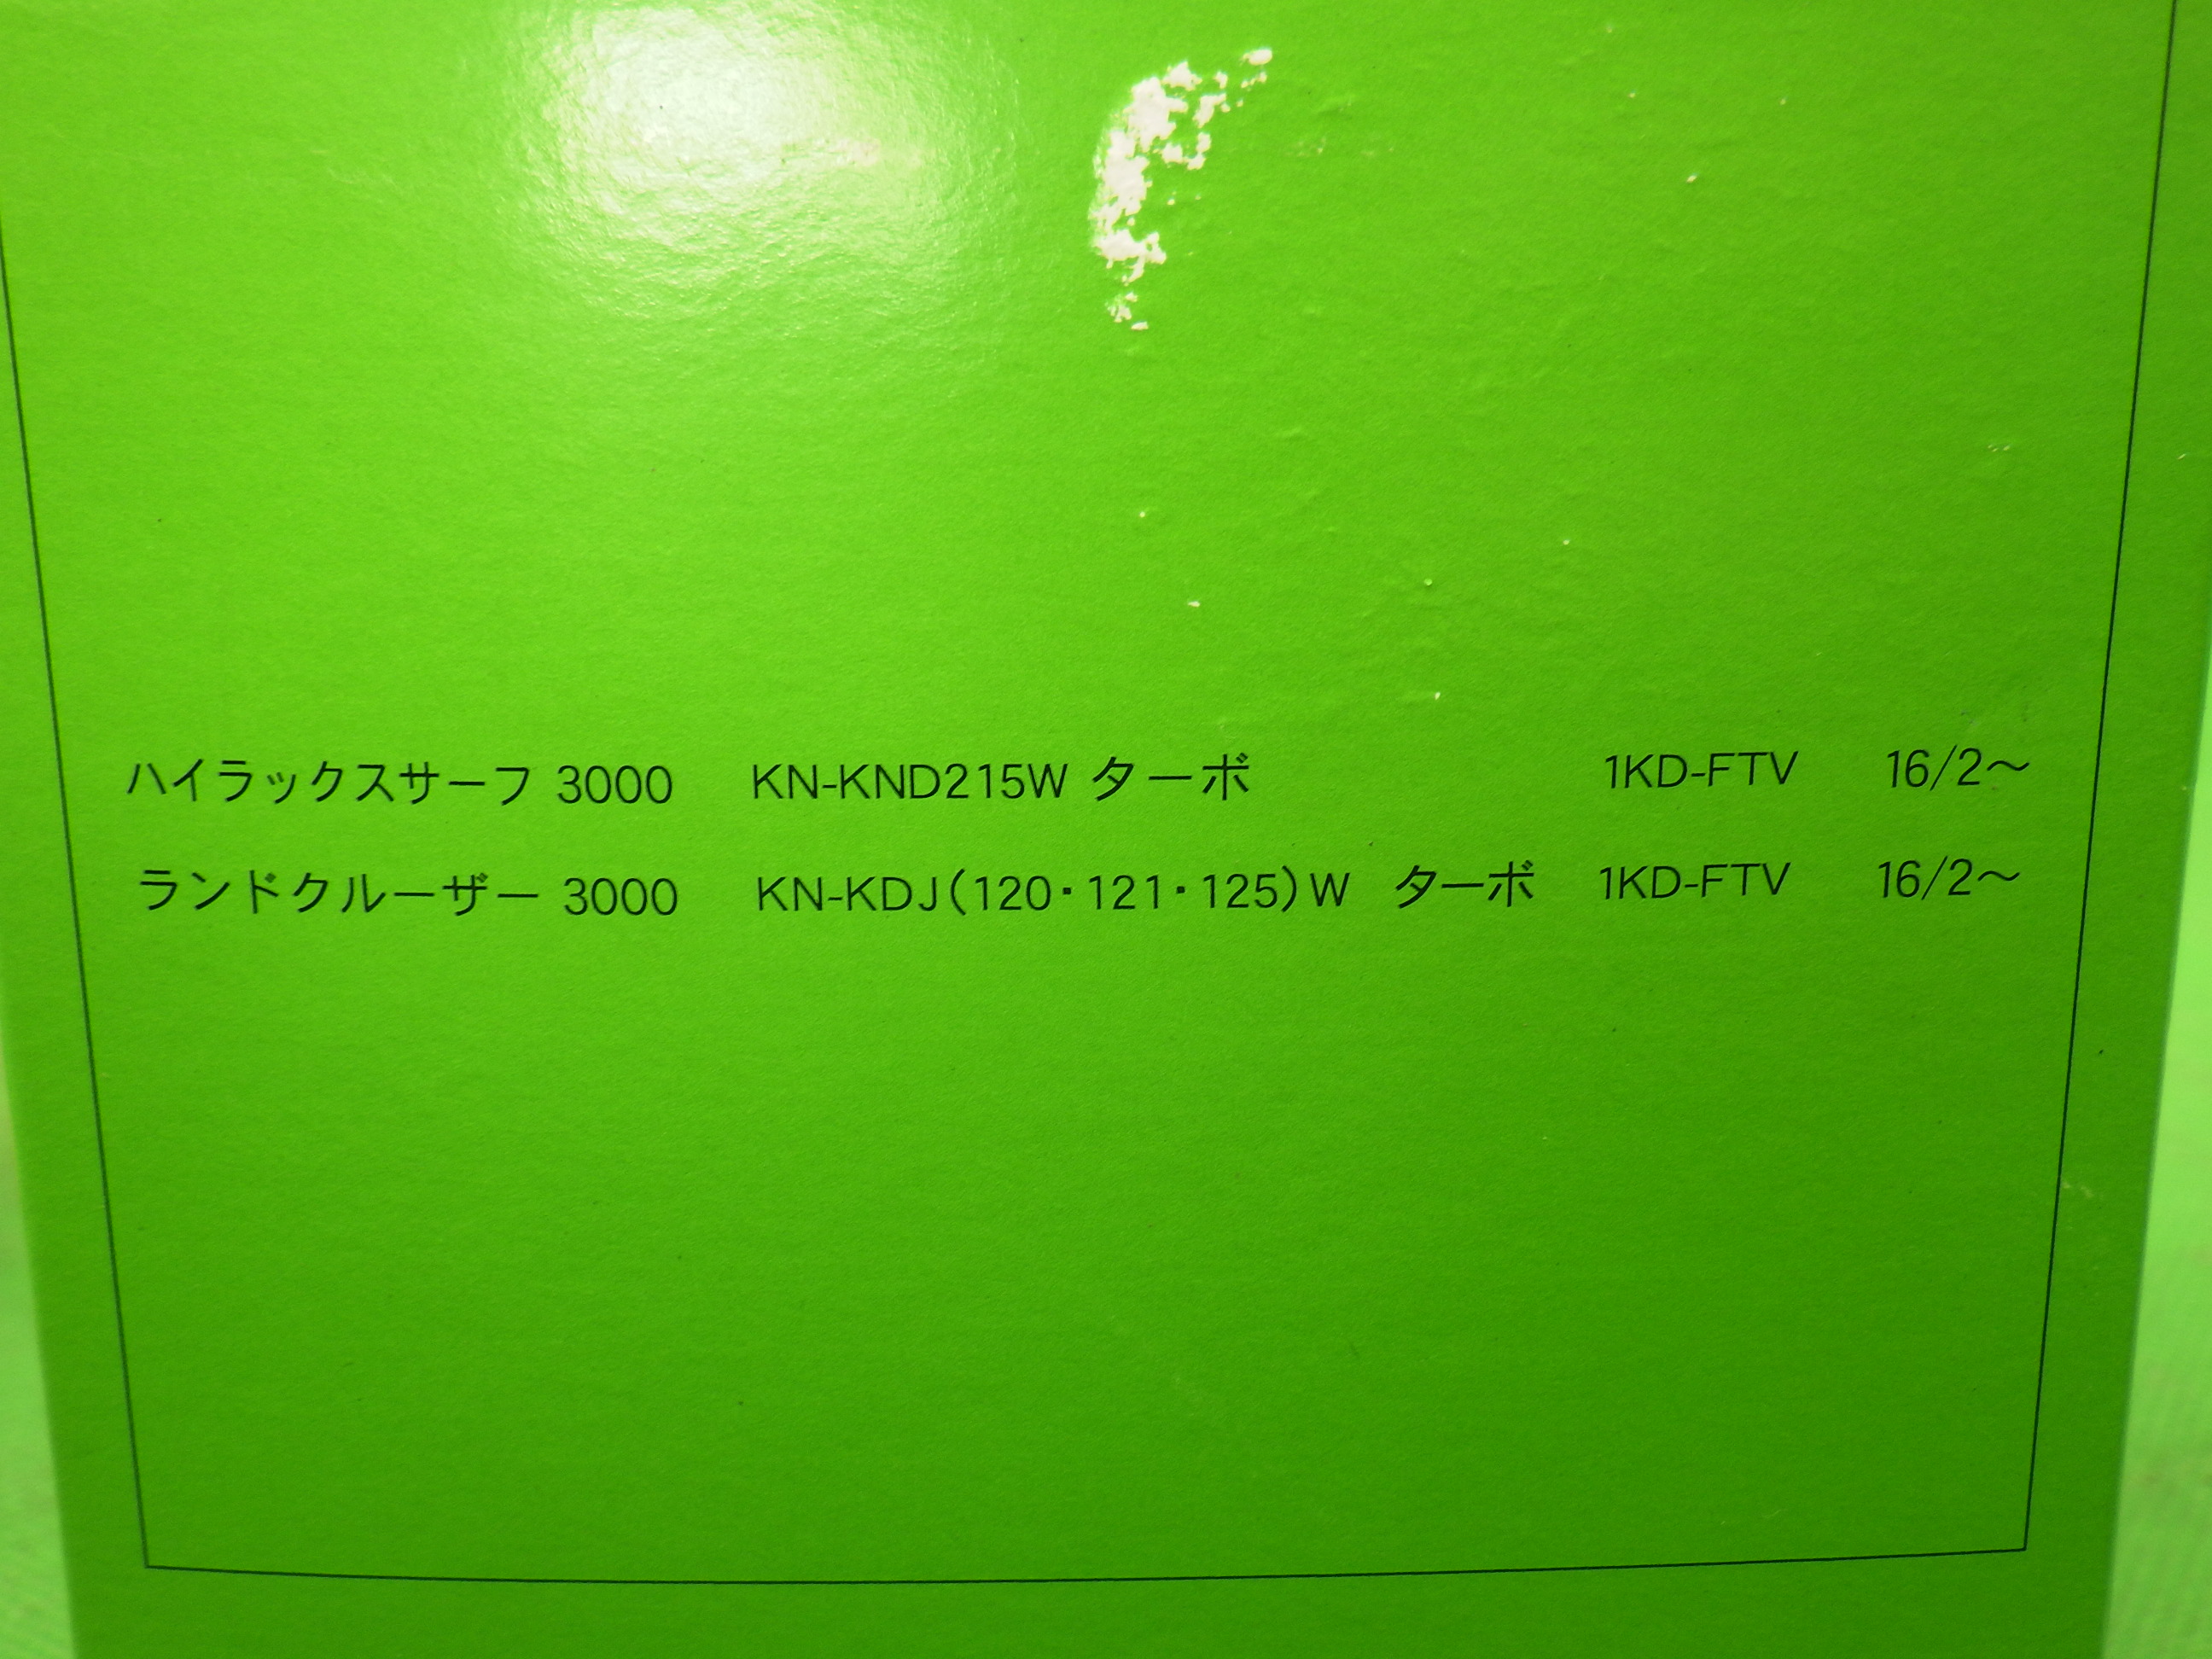 ハイラックスサーフ 3000 KN-KND215W ターボ 1KD-FTV 16/2～
ランドクルーザー 3000 KN-KDJ(120・121・125)W ターボ 1KD-FTV 16/2～